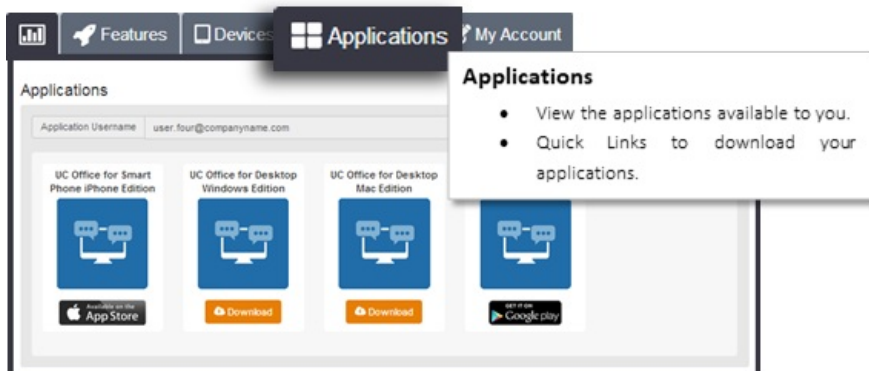 Features
Devices
Applications
My Account
Applications
• View the applications available to you.
• Quick Links to download your
applications.
Applications
Application Username user.four@companyname.com
UC Office for Smart
Phone iPhone Edition
UC Office for Desktop
Windows Edition
UC Office for Desktop
Mac Edition
Available on the
App Store
Download
Download
GET IT ON
Google play